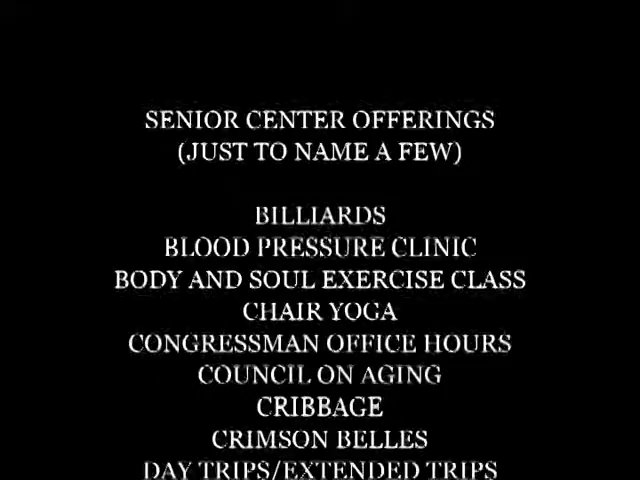 SENIOR CENTER OFFERINGS
(JUST TO NAME A FEW)
BILLIARDS
BLOOD PRESSURE CLINIC
BODY AND SOUL EXERCISE CLASS
CHAIR YOGA
CONGRESSMAN OFFICE HOURS
COUNCIL ON AGING
CRIBBAGE
CRIMSON BELLES
DAY TRIPS/EXTENDED TRIPS